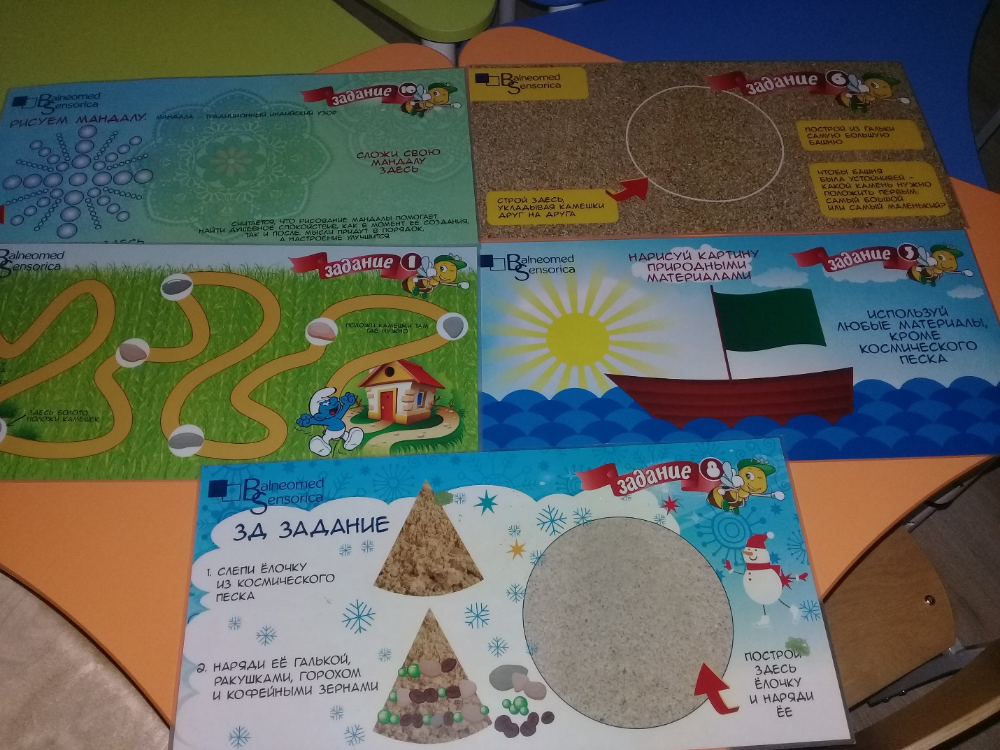 Balneomed
Sensorica
задание 10
РИСУЕМ МАНДАЛУ. МАНДАЛА - ТРАДИЦИОННЫЙ ИНДИЙСКИЙ УЗОР
СЛОЖИ СВОЮ
МАНДАЛУ
ЗДЕСЬ
СЧИТАЕТСЯ, ЧТО РИСОВАНИЕ МАНДАЛЫ ПОМОГАЕТ
НАЙТИ ДУШЕВНОЕ СПОКОЙСТВИЕ, КАК В МОМЕНТ ЕЕ СОЗДАНИЯ,
ТАК И ПОСЛЕ. МЫСЛИ ПРИДУТ В ПОРЯДОК,
А НАСТРОЕНИЕ УЛУЧШИТСЯ.
ЗДЕСЬ
Balneomed
Sensorica
задание 6
ПОСТРОЙ ИЗ ГАЛЬКИ
САМУЮ БОЛЬШУЮ
БАШНЮ
ЧТОБЫ БАШНЯ
БЫЛА УСТОЙЧИВЕЙ -
КАКОЙ КАМЕНЬ НУЖНО
ПОЛОЖИТЬ ПЕРВЫМ:
САМЫЙ БОЬШОЙ
ИЛИ САМЫЙ МАЛЕНЬКИЙ?
СТРОЙ ЗДЕСЬ,
УКЛАДЫВАЯ КАМЕШКИ
ДРУГ НА ДРУГА
Balneomed
Sensorica
задание 1
ПОЛОЖИ КАМЕШКИ ТАМ,
ГДЕ НУЖНО
ЗДЕСЬ БОЛОТО,
ПОЛОЖИ КАМЕШЕК
Balneomed
Sensorica
НАРИСУЙ КАРТИНУ
ПРИРОДНЫМИ
МАТЕРИАЛАМИ
задание 3
ИСПОЛЬЗУЙ
ЛЮБЫЕ МАТЕРИАЛЫ,
КРОМЕ
КОСМИЧЕСКОГО
ПЕСКА
Balneomed
Sensorica
задание 8
3Д ЗАДАНИЕ
1. СЛЕПИ ЁЛОЧКУ
ИЗ КОСМИЧЕСКОГО
ПЕСКА
2. НАРЯДИ ЕЁ ГАЛЬКОЙ,
РАКУШКАМИ, ГОРОХОМ
И КОФЕЙНЫМИ ЗЕРНАМИ
ПОСТРОЙ
ЗДЕСЬ
ЁЛОЧКУ
И НАРЯДИ
ЁЕ